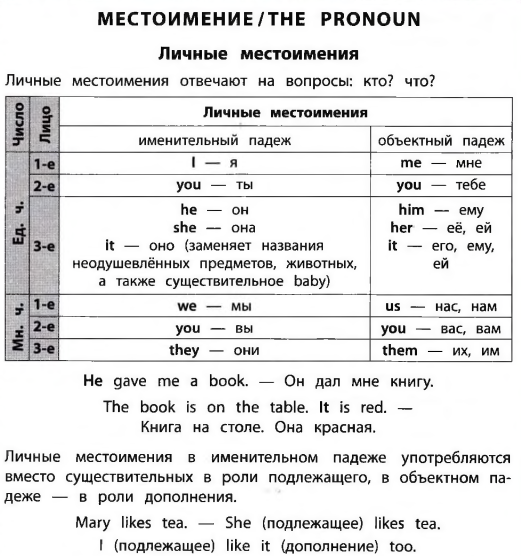 МЕСТОИМЕНИЕ/THE PRONOUN
Личные местоимения
Личные местоимения отвечают на вопросы: кто? что?
Число
Лицо
Личные местоимения
именительный падеж
объектный падеж
Ед. ч.
1-е
I — я
me — мне
2-е
you — ты
you — тебе
3-е
he — он
she — она
it — оно (заменяет названия
неодушевлённых предметов, животных,
а также существительное baby)
him — ему
her — её, ей
it — его, ему,
ей
Мн. ч.
1-е
we — мы
us — нас, нам
2-е
you — вы
you — вас, вам
3-е
they — они
them — их, им
He gave me a book. — Он дал мне книгу.
The book is on the table. It is red. —
Книга на столе. Она красная.
Личные местоимения в именительном падеже употребляются
вместо существительных в роли подлежащего, в объектном па-
деже — в роли дополнения.
Mary likes tea. — She (подлежащее) likes tea.
I (подлежащее) like it (дополнение) too.